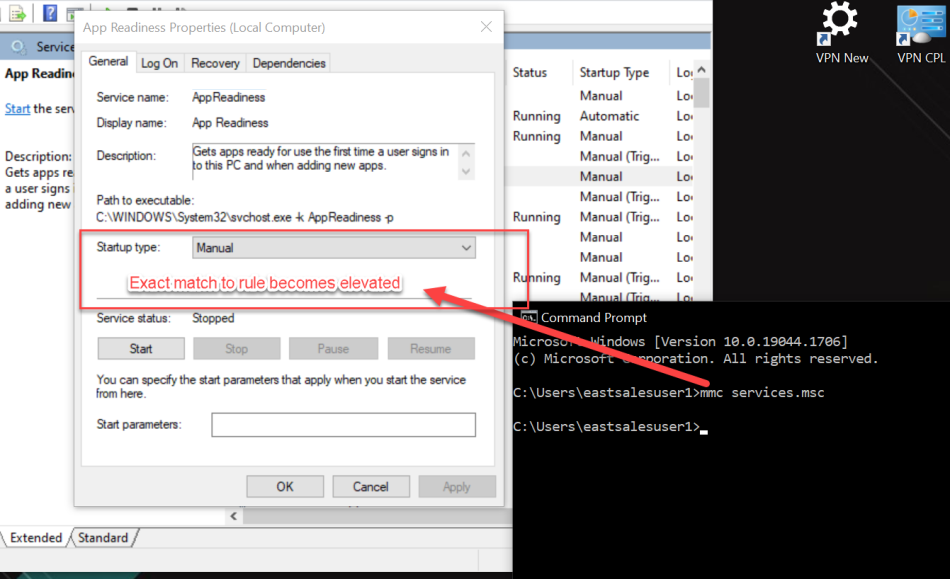 App Readiness Properties (Local Computer)
General
Log On
Recovery
Dependencies
Service name:
AppReadiness
Display name:
App Readiness
Description:
Gets apps ready for use the first time a user signs in
to this PC and when adding new apps.
Path to executable:
C:\WINDOWS\System32\svchost.exe -k AppReadiness -p
Startup type:
Manual
Exact match to rule becomes elevated
Service status:
Stopped
Start
Stop
Pause
Resume
You can specify the start parameters that apply when you start the service
from here.
Start parameters:
OK
Cancel
Apply
Service
App Readin
Start the serv
Description:
Gets apps re
a user signs i
adding new
Extended
Standard
Status
Startup Type
Lo
Manual
Lo
Running
Automatic
Lo
Running
Manual
Lo
Manual (Trig...
Lo
Manual
Lo
Manual (Trig...
Lo
Running
Manual (Trig...
Lo
Manual
Lo
Manual
Lo
Running
Manual (Trig...
Lo
Manual (Trig...
Lo
VPN New
VPN CPL
Command Prompt
Microsoft Windows [Version 10.0.19044.1706]
(c) Microsoft Corporation. All rights reserved.
C:\Users\eastsalesuser1>mmc services.msc
C:\Users\eastsalesuser1>